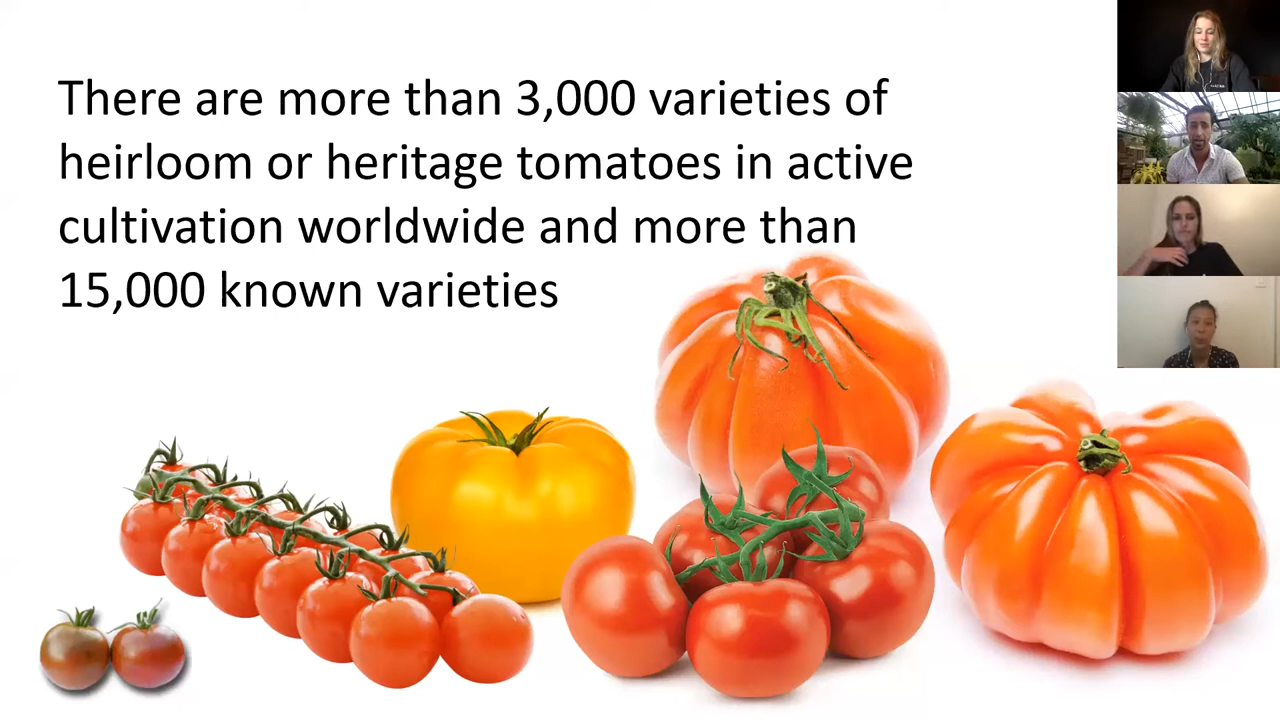 There are more than 3,000 varieties of
heirloom or heritage tomatoes in active
cultivation worldwide and more than
15,000 known varieties